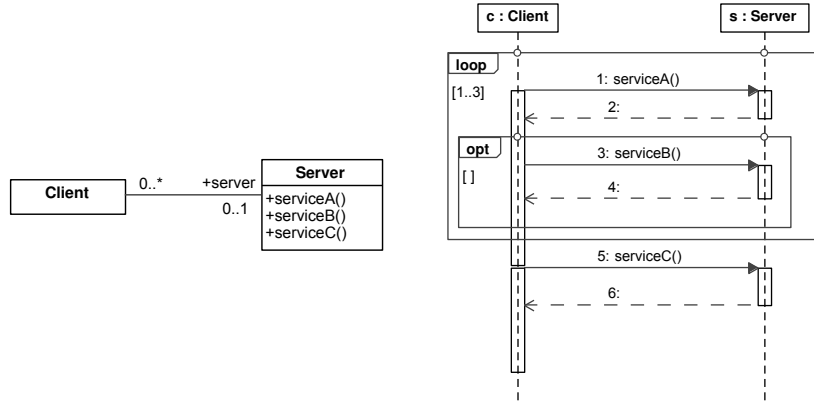 Client
0..*
+server
0..1
Server
+serviceA()
+serviceB()
+serviceC()
c : Client
s : Server
loop
[1..3]
1: serviceA()
2:
opt
[ ]
3: serviceB()
4:
5: serviceC()
6: